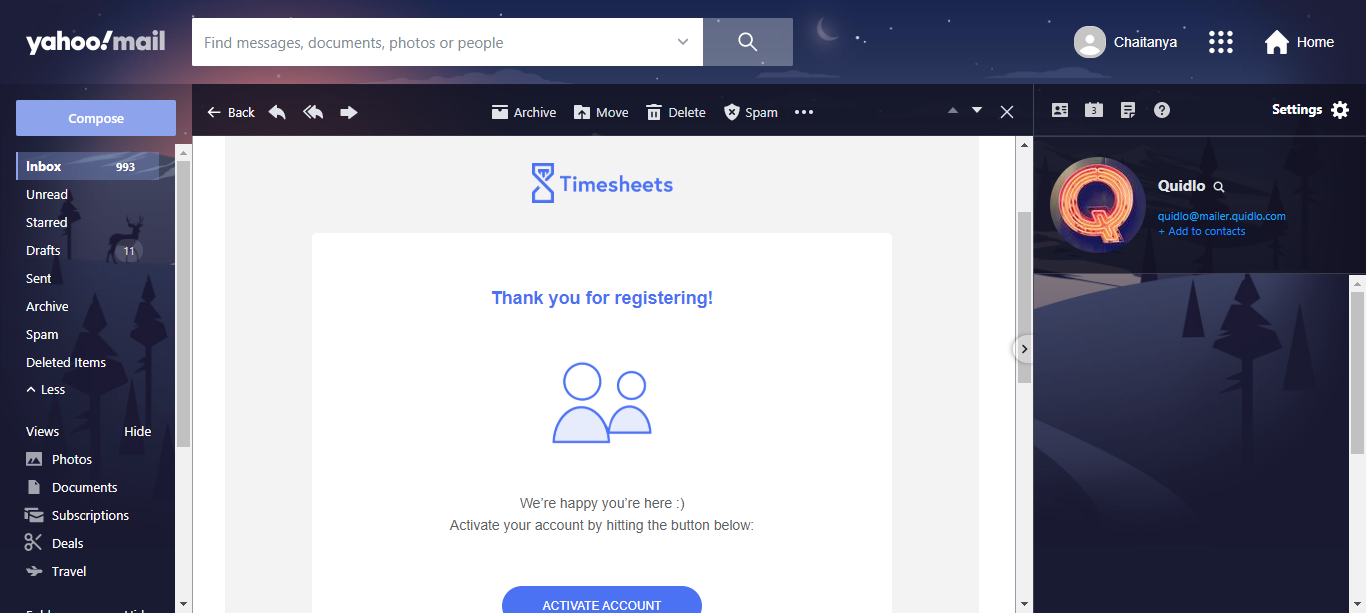 yahoo!mail
Find messages, documents, photos or people
Chaitanya
Home
Compose
Back
Archive
Move
Delete
Spam
3
Settings
Inbox 993
Unread
Starred
Drafts 11
Sent
Archive
Spam
Deleted Items
Less
Views Hide
Photos
Documents
Subscriptions
Deals
Travel
Timesheets
Thank you for registering!
We're happy you're here :)
Activate your account by hitting the button below:
ACTIVATE ACCOUNT
Q
Quidlo
quidlo@mailer.quidlo.com
+ Add to contacts